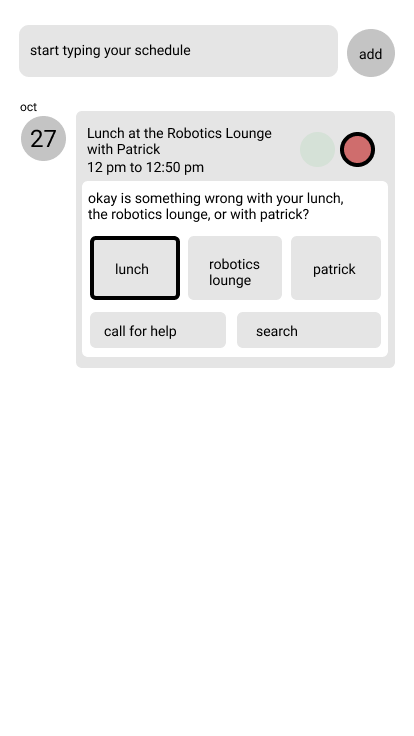 start typing your schedule
add
oct
27
Lunch at the Robotics Lounge
with Patrick
12 pm to 12:50 pm
okay is something wrong with your lunch,
the robotics lounge, or with patrick?
lunch
robotics
lounge
patrick
call for help
search